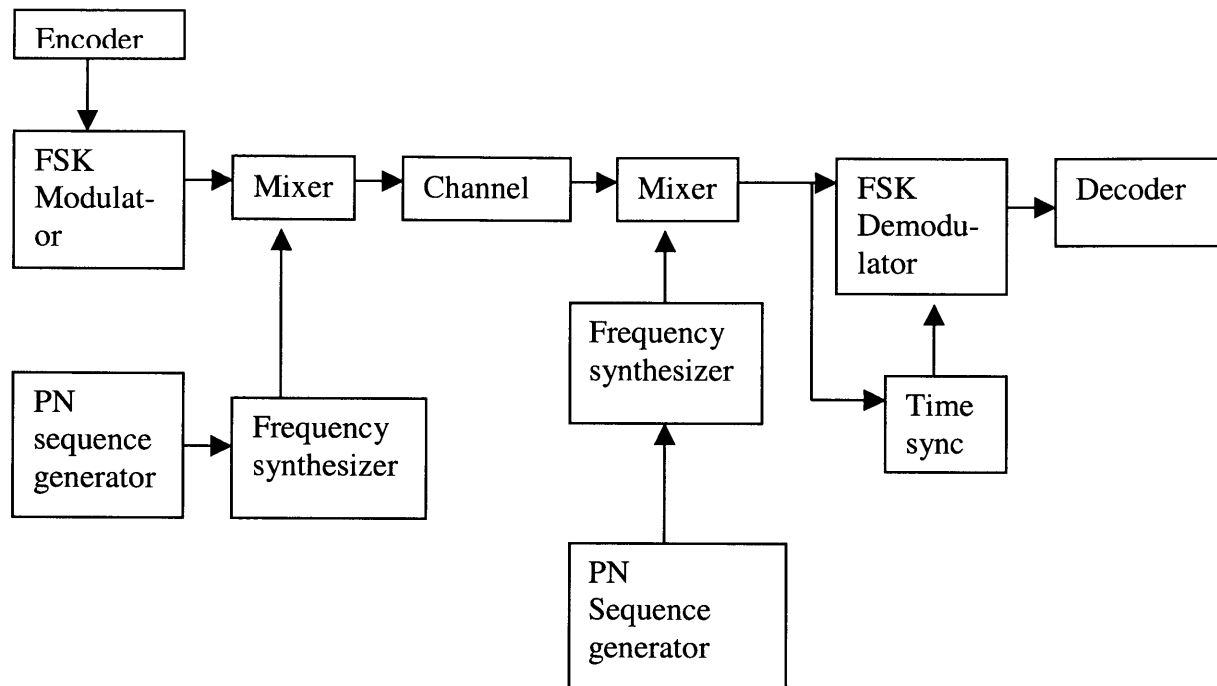 Encoder
FSK
Modulat-
or
Mixer
Channel
Mixer
FSK
Demodu-
lator
Decoder
PN
sequence
generator
Frequency
synthesizer
Frequency
synthesizer
Time
sync
PN
Sequence
generator